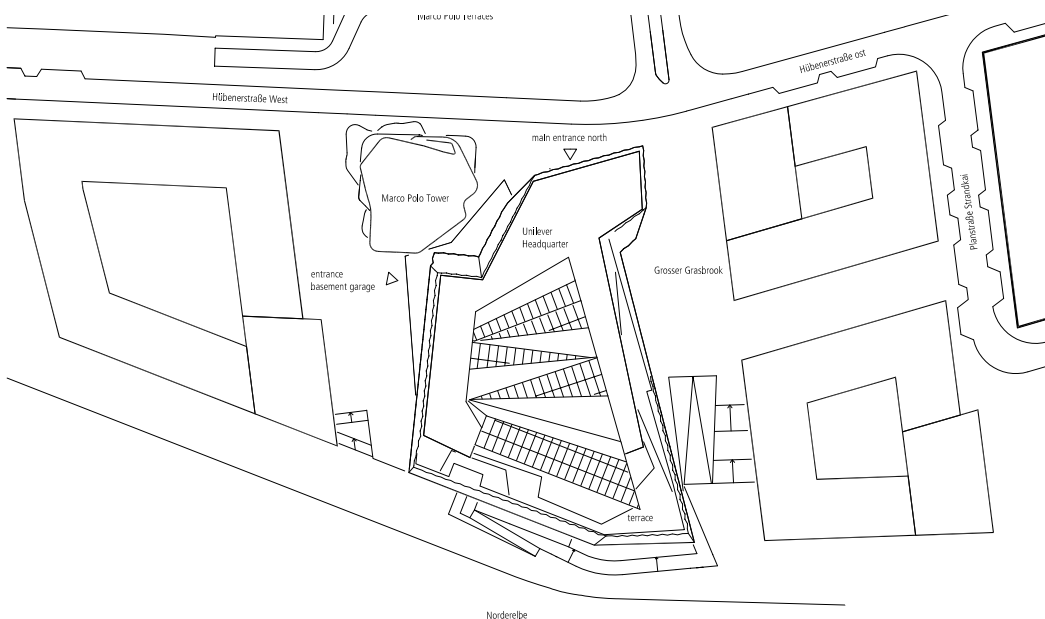 Marco Polo Terraces
Hübenerstraße ost
Hübenerstraße West
main entrance north
Marco Polo Tower
Planstraße Strandkai
Unilever
Headquarter
Grosser Grasbrook
entrance
basement garage
terrace
Norderelbe